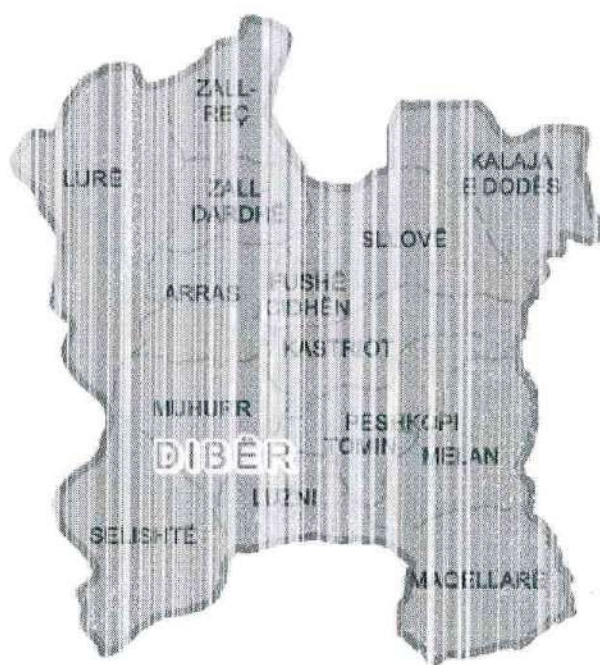 ZALL-
REÇ
LURË
ZALL
DARDHË
KALAJA
E DODËS
SLLOVË
ARRAS
FUSHË
ÇIDHËN
KASTRIOT
MUHURR
PESHKOPI
TOMIN
MELAN
DIBËR
LUZNI
SELISHTË
MAQELLARË